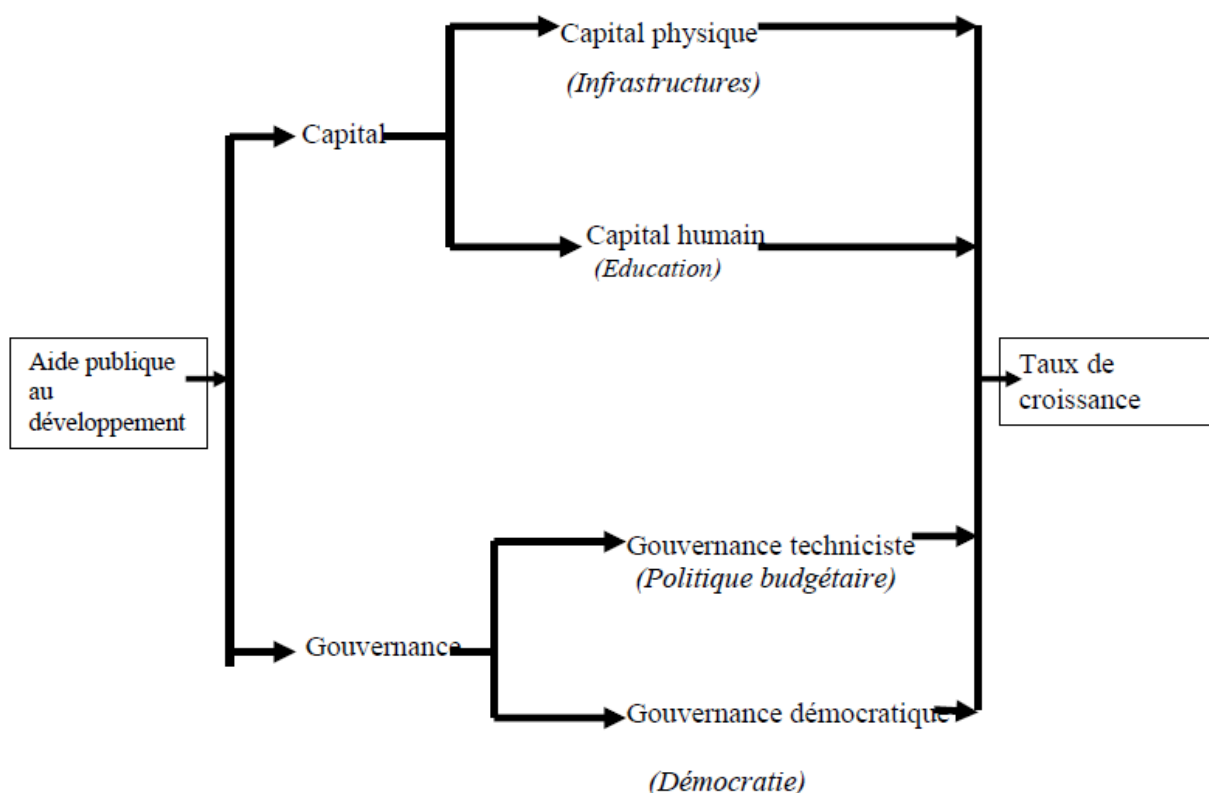 Capital physique
(Infrastructures)
Capital
Capital humain
(Education)
Aide publique
au
développement
Taux de
croissance
Gouvernance techniciste
(Politique budgétaire)
Gouvernance
Gouvernance démocratique
(Démocratie)